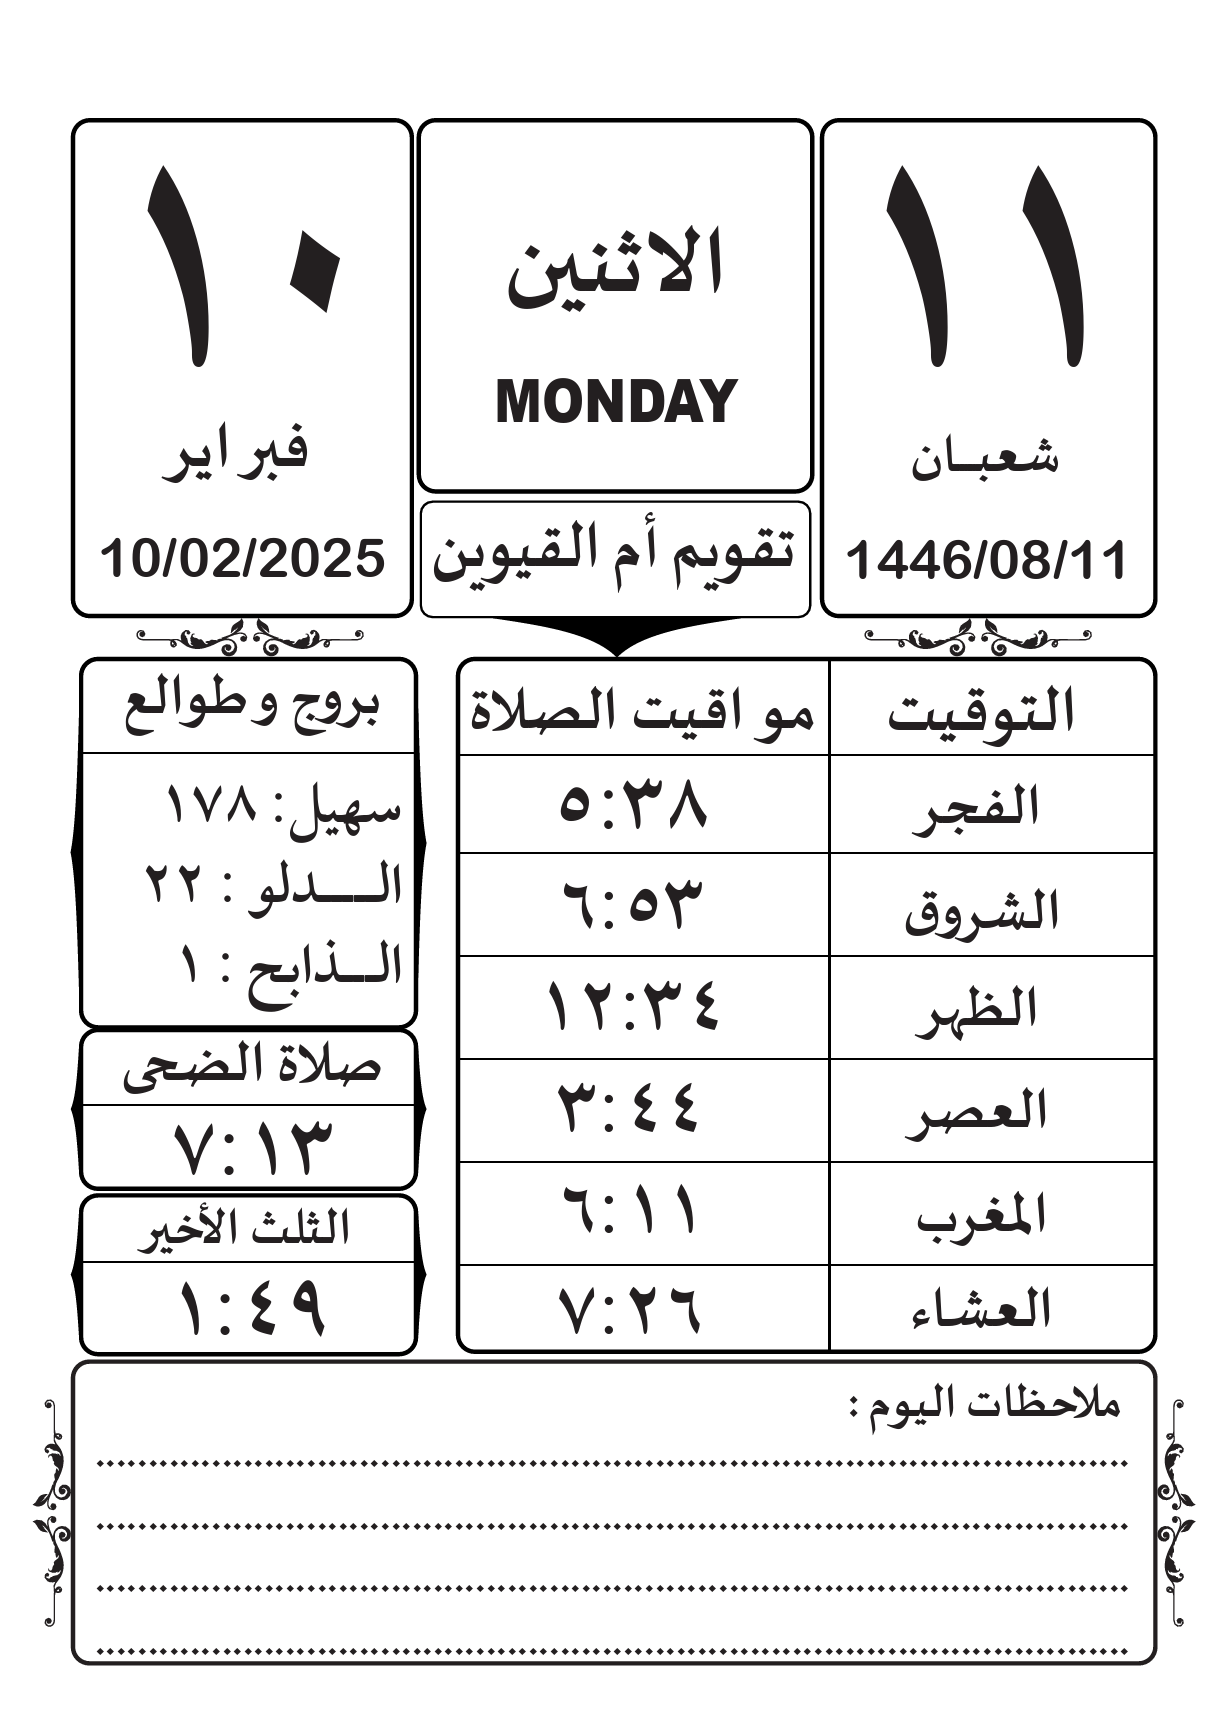 ١١
شعبان
1446/08/11
الاثنين
MONDAY
تقويم أم القيوين
١٠
فبراير
10/02/2025
التوقيت مواقيت الصلاة
الفجر ٥:٣٨
الشروق ٦:٥٣
الظهر ١٢:٣٤
العصر ٣:٤٤
المغرب ٦:١١
العشاء ٧:٢٦
بروج وطوالع
سهيل: ١٧٨
الدلو : ٢٢
الذابح : ١
صلاة الضحى
٧:١٣
الثلث الأخير
١:٤٩
ملاحظات اليوم :